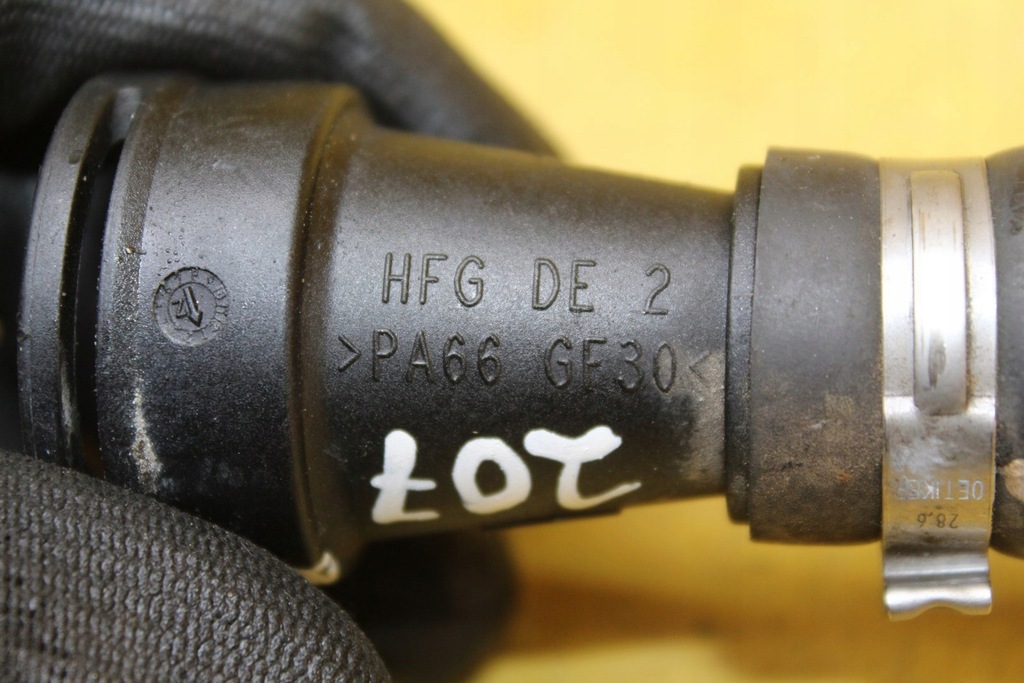 HFG DE 2
>PA66 GF30<
207
OETIKER
28,6